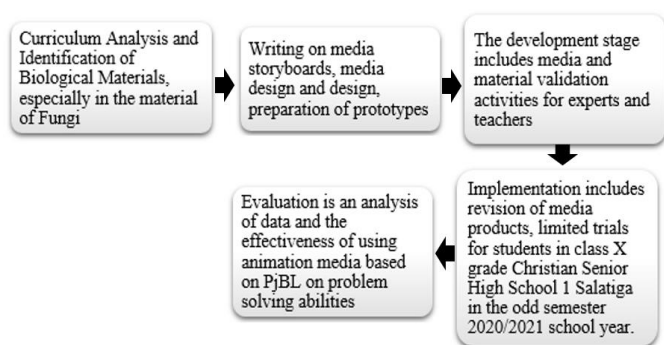 Curriculum Analysis and
Identification of
Biological Materials,
especially in the material
of Fungi
Writing on media
storyboards, media
design and design,
preparation of prototypes
The development stage
includes media and
material validation
activities for experts and
teachers
Implementation includes
revision of media
products, limited trials
for students in class X
grade Christian Senior
High School 1 Salatiga
in the odd semester
2020/2021 school year.
Evaluation is an analysis
of data and the
effectiveness of using
animation media based
on PjBL on problem
solving abilities